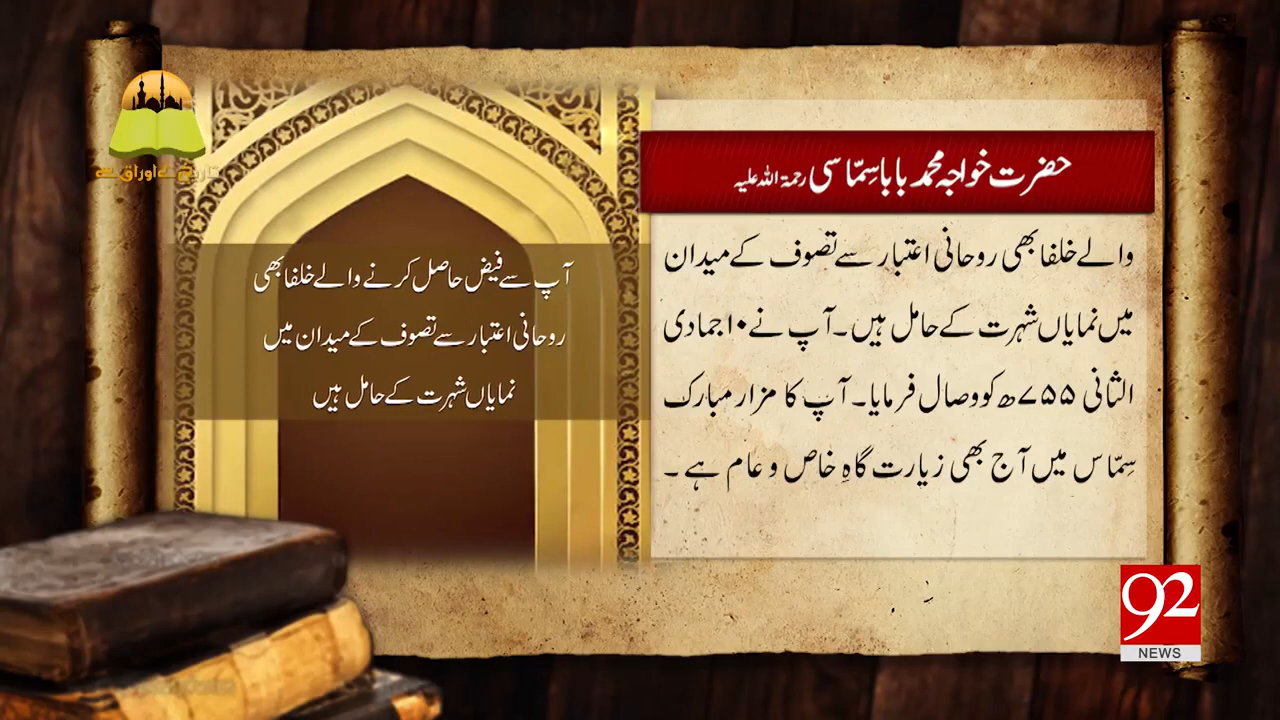 تاریخ کے اوراق سے
حضرت خواجہ محمد بابا سِمّاسی رحمۃ اللہ علیہ
والے خلفا بھی روحانی اعتبار سے تصوف کے میدان
میں نمایاں شہرت کے حامل ہیں۔ آپ نے ۱۰ جمادی
الثانی ۷۵۵ھ کو وصال فرمایا۔ آپ کا مزار مبارک
سِمّاس میں آج بھی زیارت گاہِ خاص و عام ہے ۔
آپ سے فیض حاصل کرنے والے خلفا بھی
روحانی اعتبار سے تصوف کے میدان میں
نمایاں شہرت کے حامل ہیں
92
NEWS